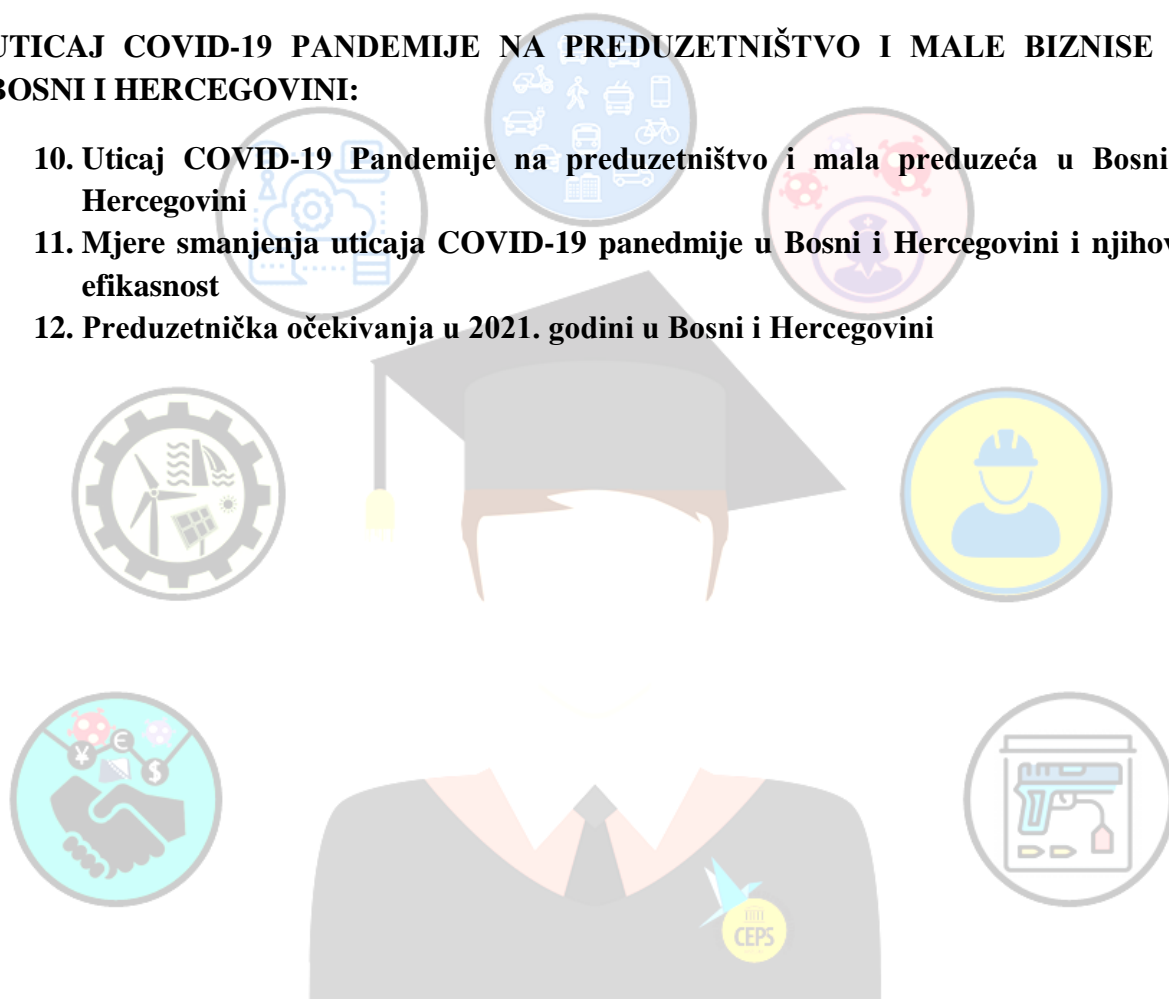 UTICAJ COVID-19 PANDEMIJE NA PREDUZETNIŠTVO I MALE BIZNISE
BOSNI I HERCEGOVINI:
10. Uticaj COVID-19 Pandemije na preduzetništvo i mala preduzeća u Bosni
Hercegovini
11. Mjere smanjenja uticaja COVID-19 panedmije u Bosni i Hercegovini i njihov
efikasnost
12. Preduzetnička očekivanja u 2021. godini u Bosni i Hercegovini
¥ € $
CEPS